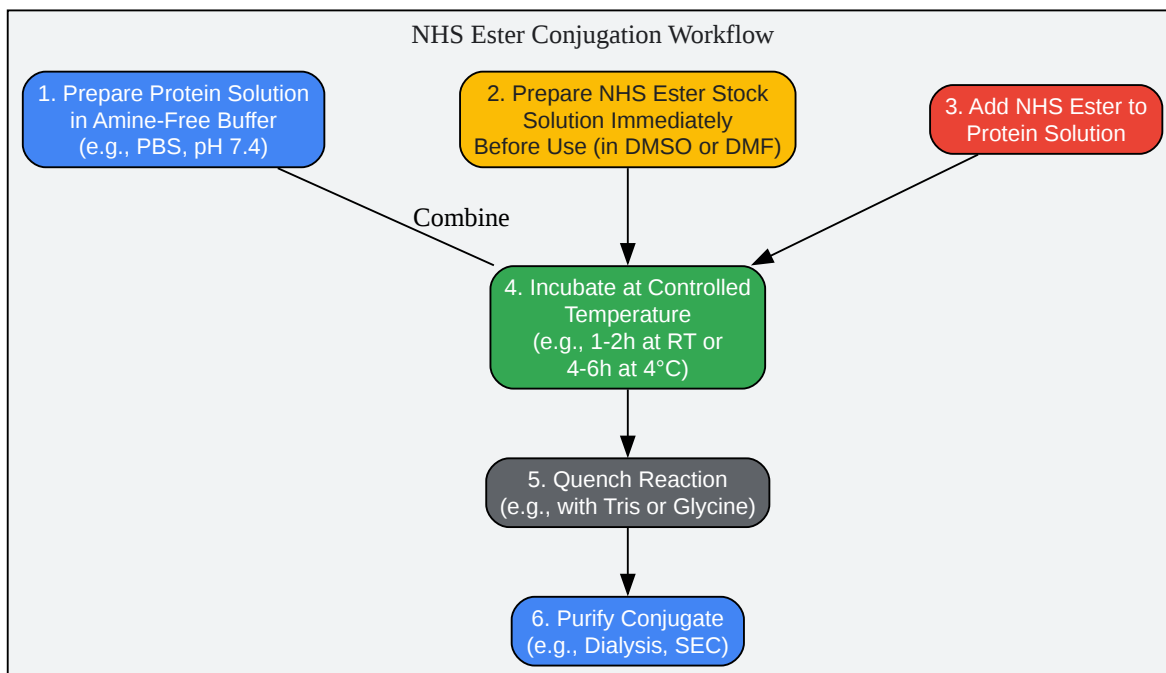 NHS Ester Conjugation Workflow
1. Prepare Protein Solution
in Amine-Free Buffer
(e.g., PBS, pH 7.4)
2. Prepare NHS Ester Stock
Solution Immediately
Before Use (in DMSO or DMF)
3. Add NHS Ester to
Protein Solution
Combine
4. Incubate at Controlled
Temperature
(e.g., 1-2h at RT or
4-6h at 4°C)
5. Quench Reaction
(e.g., with Tris or Glycine)
6. Purify Conjugate
(e.g., Dialysis, SEC)